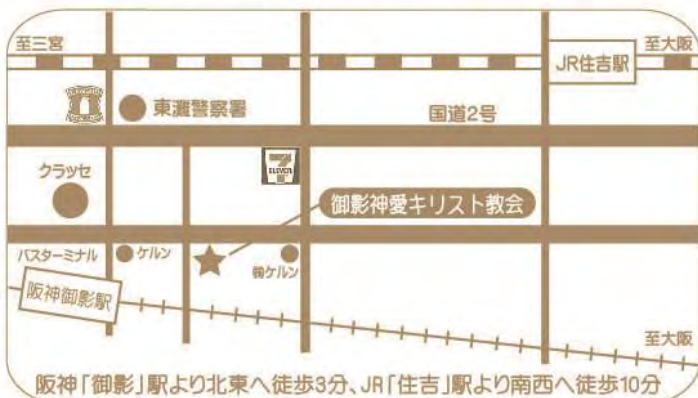 至三宮
至大阪
JR住吉駅
東灘警察署
国道2号
クラッセ
7
ELEVEN
御影神愛キリスト教会
バスターミナル
ケルン
㈱ケルン
阪神御影駅
至大阪
阪神「御影」駅より北東へ徒歩3分、JR「住吉」駅より南西へ徒歩10分